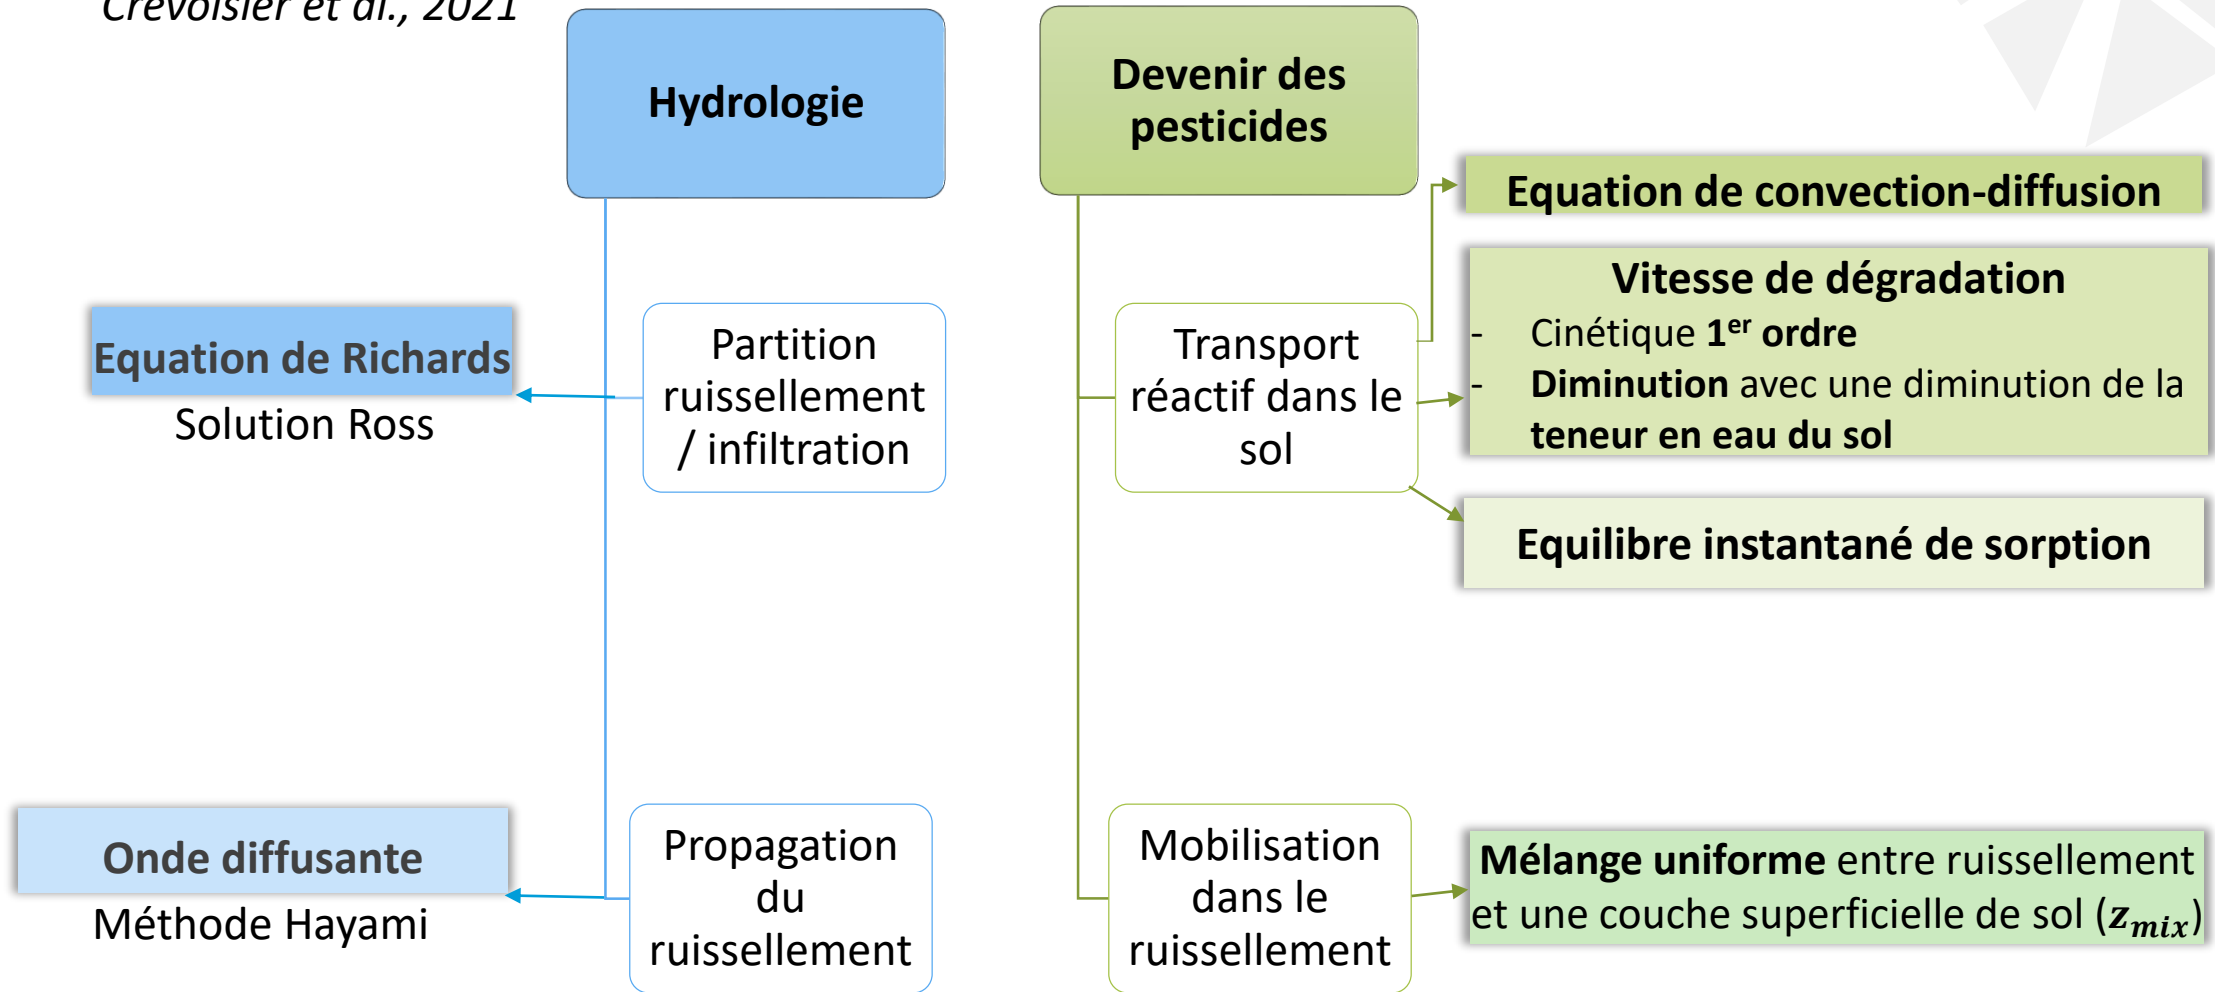 Crevoisier et al., 2021
Hydrologie
Equation de Richards
Solution Ross
Partition
ruissellement
/ infiltration
Onde diffusante
Méthode Hayami
Propagation
du
ruissellement
Devenir des
pesticides
Transport
réactif dans le
sol
Equation de convection-diffusion
Vitesse de dégradation
- Cinétique 1er ordre
- Diminution avec une diminution de la
teneur en eau du sol
Equilibre instantané de sorption
Mobilisation
dans le
ruissellement
Mélange uniforme entre ruissellement
et une couche superficielle de sol (zmix)